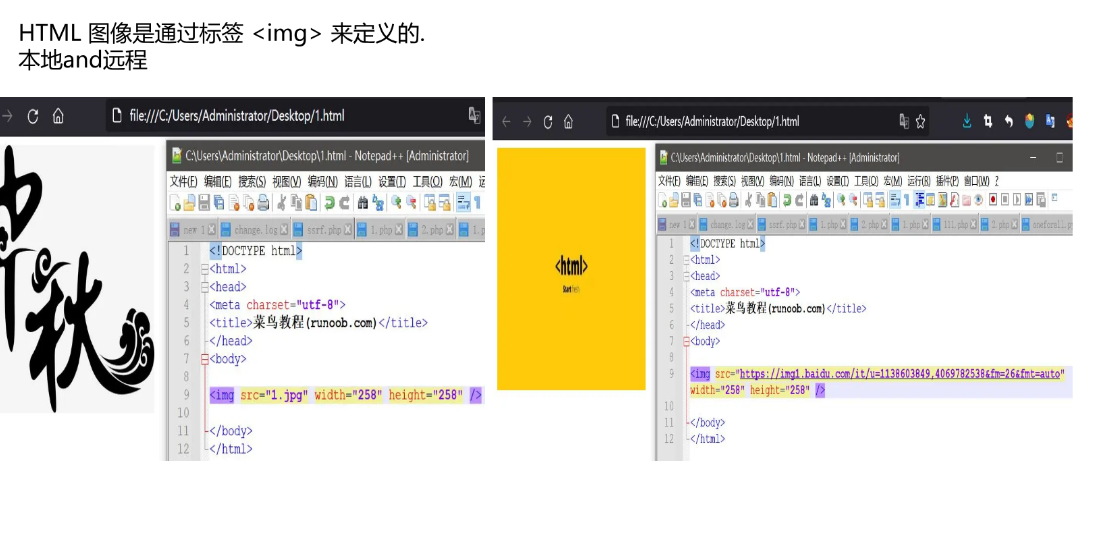 HTML 图像是通过标签 <img> 来定义的.
本地and远程
file:///C:/Users/Administrator/Desktop/1.html
中秋
C:\Users\Administrator\Desktop\1.html - Notepad++ [Administrator]
文件(F) 编辑(E) 搜索(S) 视图(V) 编码(N) 语言(L) 设置(T) 工具(O) 宏(M) 运
new 1 change.log ssrf.php 1.php 2.php 1.
1 <!DOCTYPE html>
2 <html>
3 <head>
4 <meta charset="utf-8">
5 <title>菜鸟教程(runoob.com)</title>
6 </head>
7 <body>
8
9 <img src="1.jpg" width="258" height="258" />
10
11 </body>
12 </html>
file:///C:/Users/Administrator/Desktop/1.html
<html>
Start
C:\Users\Administrator\Desktop\1.html - Notepad++ [Administrator]
文件(F) 编辑(E) 搜索(S) 视图(V) 编码(N) 语言(L) 设置(T) 工具(O) 宏(M) 运行(R) 插件(P) 窗口(W) ?
new 1 change.log ssrf.php 1.php 2.php 1.php 111.php 2.php oneforall.p
1 <!DOCTYPE html>
2 <html>
3 <head>
4 <meta charset="utf-8">
5 <title>菜鸟教程(runoob.com)</title>
6 </head>
7 <body>
8
9 <img src="https://img1.baidu.com/it/u=1138603849,4069782538&fm=26&fmt=auto"
width="258" height="258" />
10
11 </body>
12 </html>